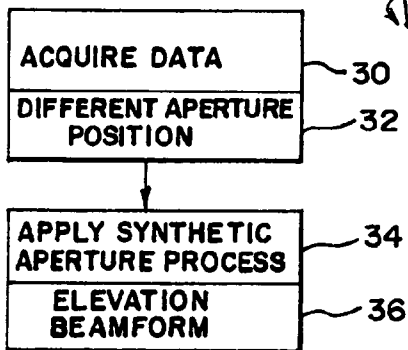 ACQUIRE DATA
30
DIFFERENT APERTURE
POSITION
32
APPLY SYNTHETIC
APERTURE PROCESS
34
ELEVATION
BEAMFORM
36